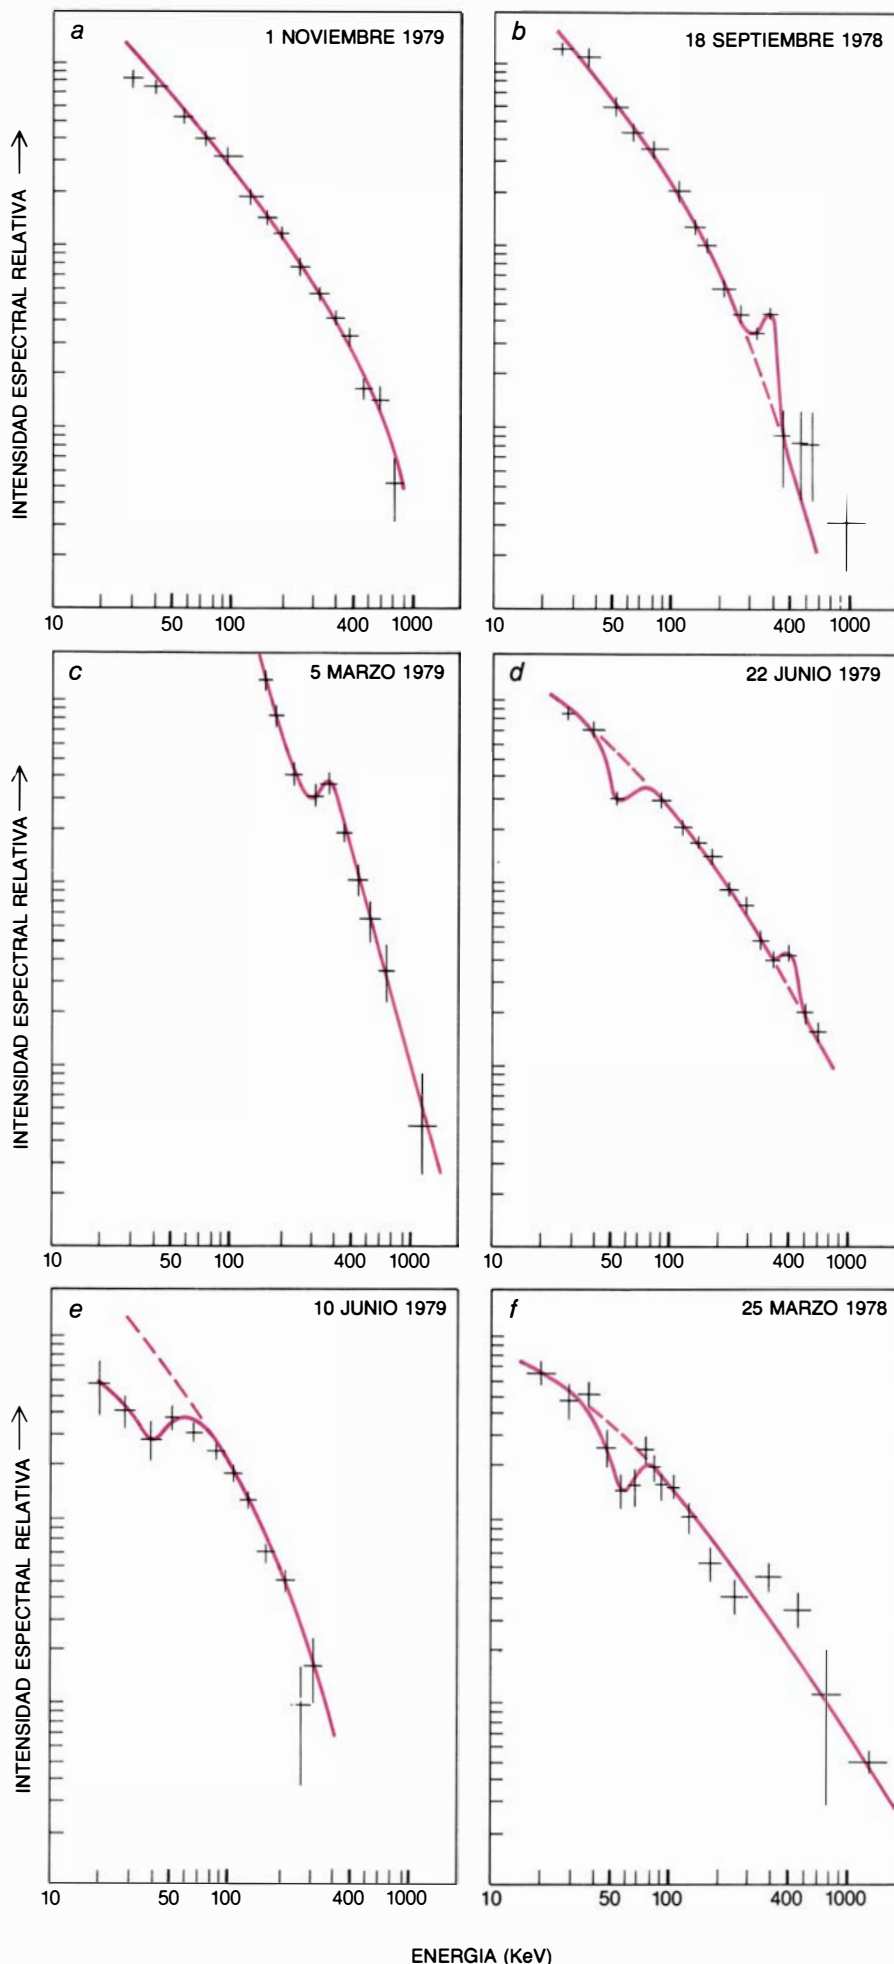 a
1 NOVIEMBRE 1979
b
18 SEPTIEMBRE 1978
INTENSIDAD ESPECTRAL RELATIVA
10 50 100 400 1000
10 50 100 400 1000
c
5 MARZO 1979
d
22 JUNIO 1979
INTENSIDAD ESPECTRAL RELATIVA
10 50 100 400 1000
10 50 100 400 1000
e
10 JUNIO 1979
f
25 MARZO 1978
INTENSIDAD ESPECTRAL RELATIVA
10 50 100 400 1000
10 50 100 400 1000
ENERGIA (KeV)